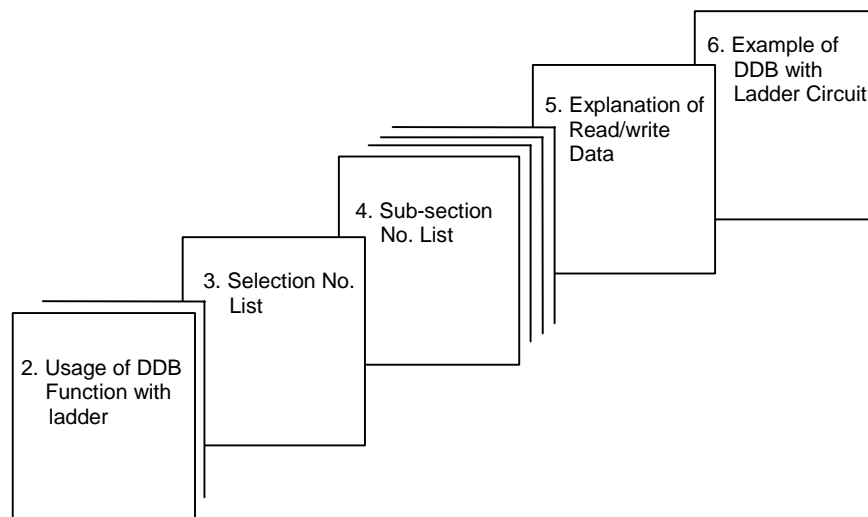 6. Example of
DDB with
Ladder Circuit
5. Explanation of
Read/write
Data
4. Sub-section
No. List
3. Selection No.
List
2. Usage of DDB
Function with
ladder